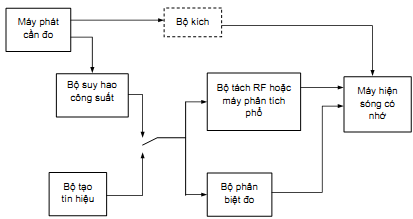 Máy phát
cần đo
Bộ kích
Bộ suy hao
công suất
Bộ tách RF hoặc
máy phân tích
phổ
Máy hiện
sóng có
nhớ
Bộ tạo
tín hiệu
Bộ phân
biệt đo